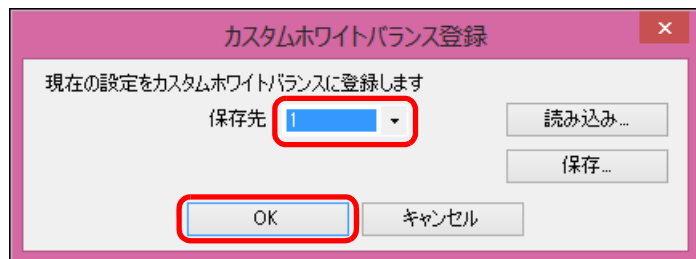 カスタムホワイトバランス登録
現在の設定をカスタムホワイトバランスに登録します
保存先 1 読み込み...
保存...
OK キャンセル